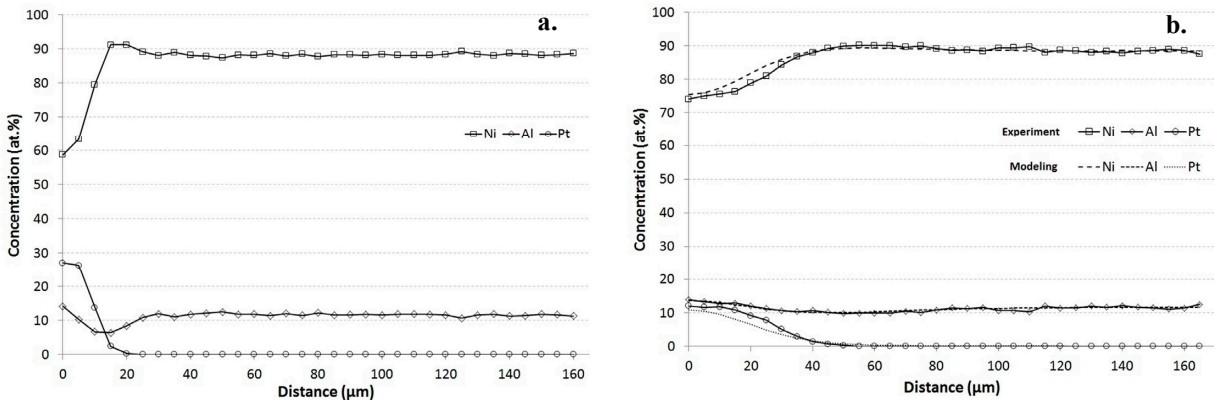 a.
Concentration (at.%)
100
90
80
70
60
50
40
30
20
10
0
Ni Al Pt
0 20 40 60 80 100 120 140 160
Distance (µm)
b.
Concentration (at.%)
100
90
80
70
60
50
40
30
20
10
0
Experiment Ni Al Pt
Modeling Ni Al Pt
0 20 40 60 80 100 120 140 160
Distance (µm)